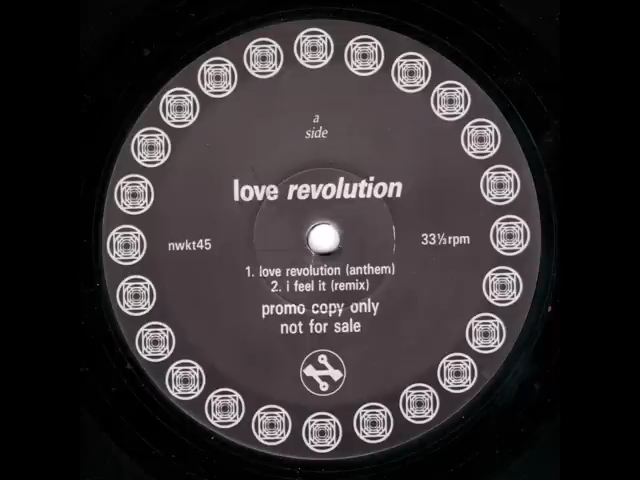 a
side
love revolution
nwkt45
33⅓rpm
1. love revolution (anthem)
2. i feel it (remix)
promo copy only
not for sale